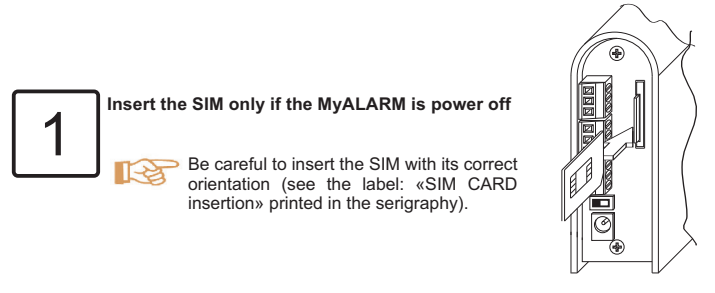 1
Insert the SIM only if the MyALARM is power off
Be careful to insert the SIM with its correct
orientation (see the label: «SIM CARD
insertion» printed in the serigraphy).